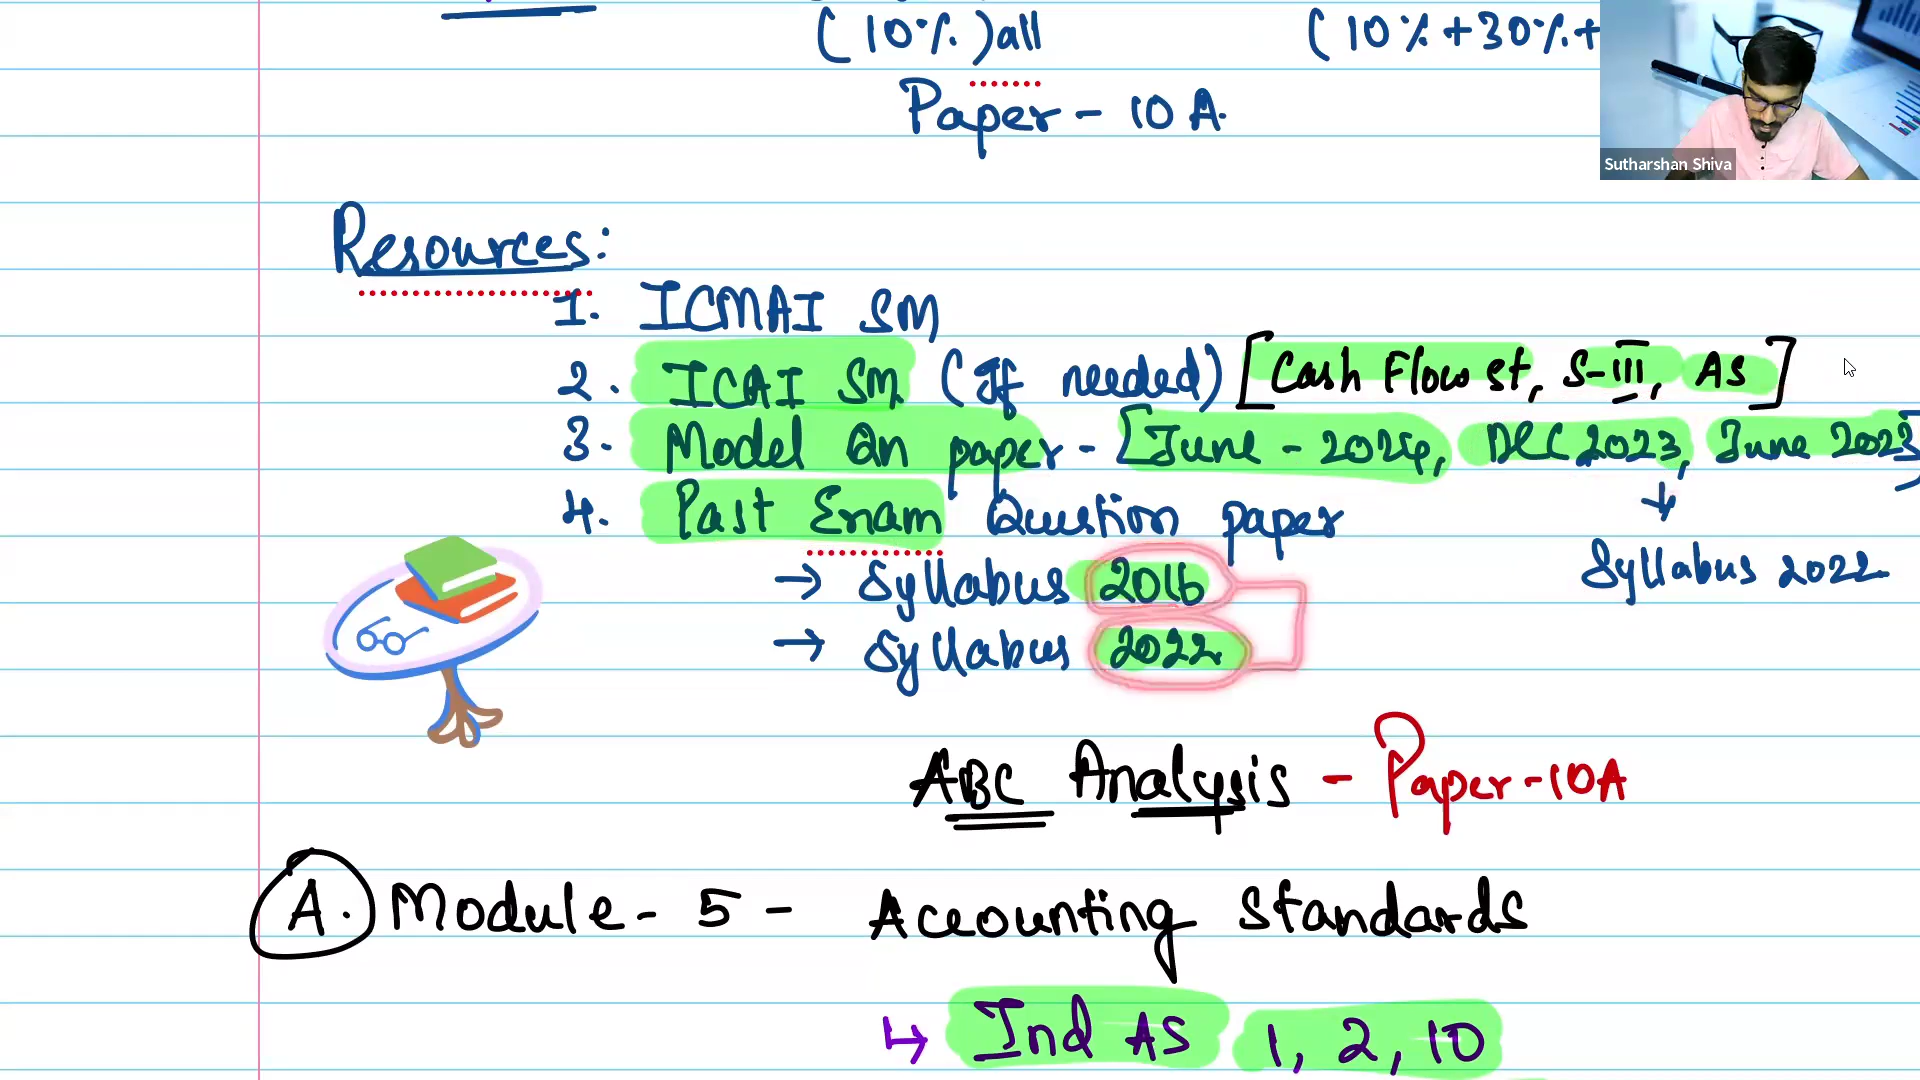 (10%.)all (10%+30%+
Paper - 10 A.
Sutharshan Shiva
Resources:
1. ICMAI SM
2. ICAI SM (If needed) [Cash Flow st, S-III, AS]
3. Model Qn paper - [June - 2024, DEC 2023, June 2023]
4. Past Exam Question paper
→ Syllabus 2016
↓
Syllabus 2022
→ Syllabus 2022
ABC Analysis - Paper-10A
A. Module - 5 - Accounting Standards
↳ Ind AS 1, 2, 10